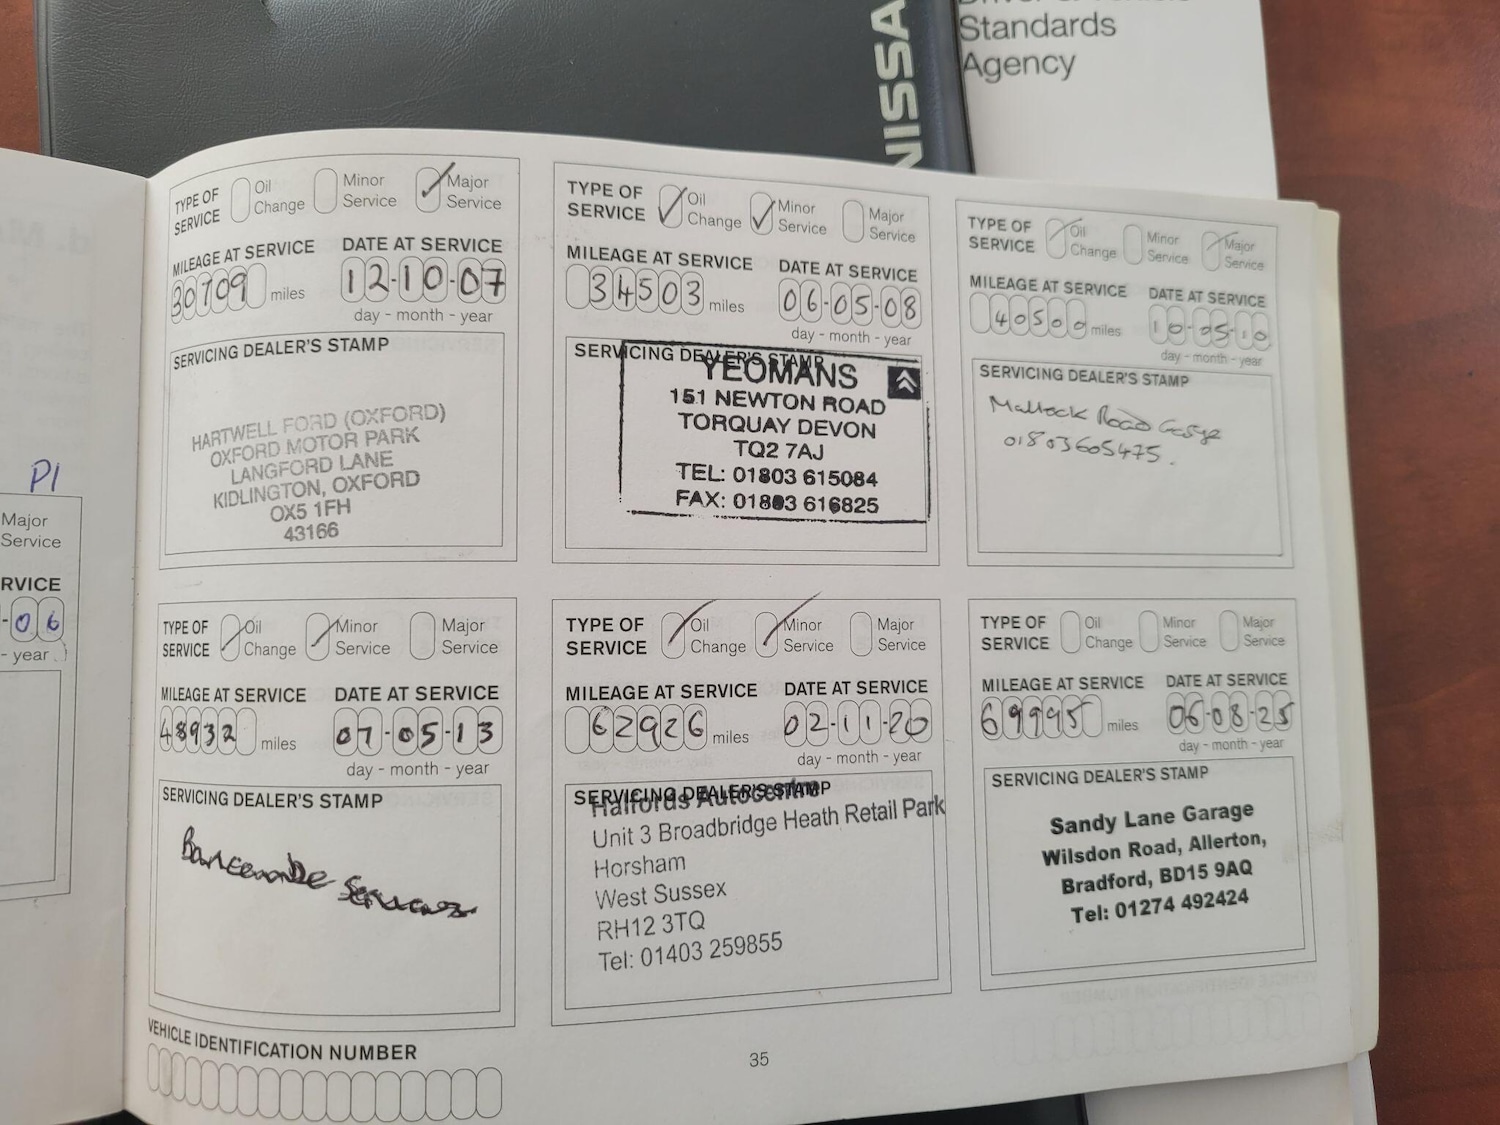 NISSA
Standards
Agency
P1
Major
Service
RVICE
-06
- year
TYPE OF SERVICE
Oil Change
Minor Service
Major Service
MILEAGE AT SERVICE
30709 miles
DATE AT SERVICE
12-10-07
day - month - year
SERVICING DEALER'S STAMP
HARTWELL FORD (OXFORD)
OXFORD MOTOR PARK
LANGFORD LANE
KIDLINGTON, OXFORD
OX5 1FH
43166
TYPE OF SERVICE
Oil Change
Minor Service
Major Service
MILEAGE AT SERVICE
34503 miles
DATE AT SERVICE
06-05-08
day - month - year
SERVICING DEALER'S STAMP
YEOMANS
151 NEWTON ROAD
TORQUAY DEVON
TQ2 7AJ
TEL: 01803 615084
FAX: 01803 616825
TYPE OF SERVICE
Oil Change
Minor Service
Major Service
MILEAGE AT SERVICE
40500 miles
DATE AT SERVICE
10-05-10
day - month - year
SERVICING DEALER'S STAMP
Road
01803605475.
TYPE OF SERVICE
Oil Change
Minor Service
Major Service
MILEAGE AT SERVICE
48932 miles
DATE AT SERVICE
07-05-13
day - month - year
SERVICING DEALER'S STAMP
TYPE OF SERVICE
Oil Change
Minor Service
Major Service
MILEAGE AT SERVICE
62926 miles
DATE AT SERVICE
02-11-20
day - month - year
SERVICING DEALER'S STAMP
Halfords Autocentre
Unit 3 Broadbridge Heath Retail Park
Horsham
West Sussex
RH12 3TQ
Tel: 01403 259855
TYPE OF SERVICE
Oil Change
Minor Service
Major Service
MILEAGE AT SERVICE
69995 miles
DATE AT SERVICE
06-08-25
day - month - year
SERVICING DEALER'S STAMP
Sandy Lane Garage
Wilsdon Road, Allerton,
Bradford, BD15 9AQ
Tel: 01274 492424
VEHICLE IDENTIFICATION NUMBER
35